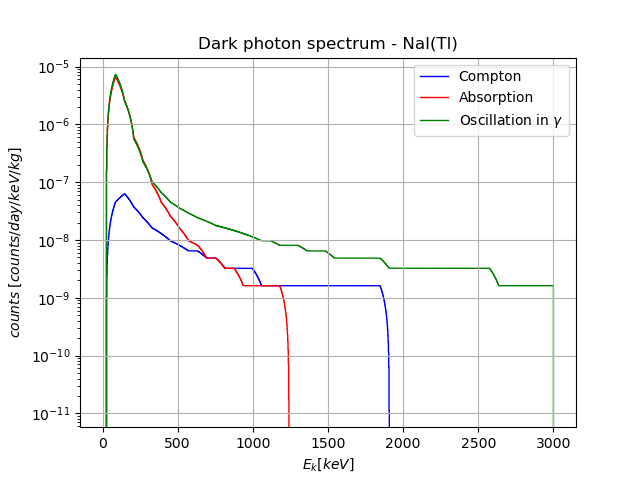 Dark photon spectrum - NaI(Tl)
Compton
Absorption
Oscillation in γ
counts [counts/day/keV/kg]
10⁻⁵
10⁻⁶
10⁻⁷
10⁻⁸
10⁻⁹
10⁻¹⁰
10⁻¹¹
0 500 1000 1500 2000 2500 3000
Eₖ[keV]